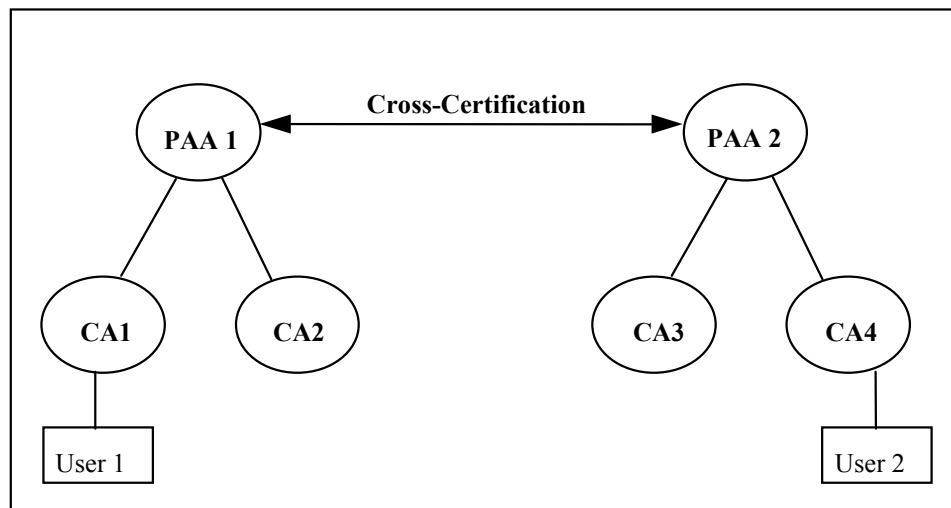 Cross-Certification
PAA 1
PAA 2
CA1
CA2
CA3
CA4
User 1
User 2